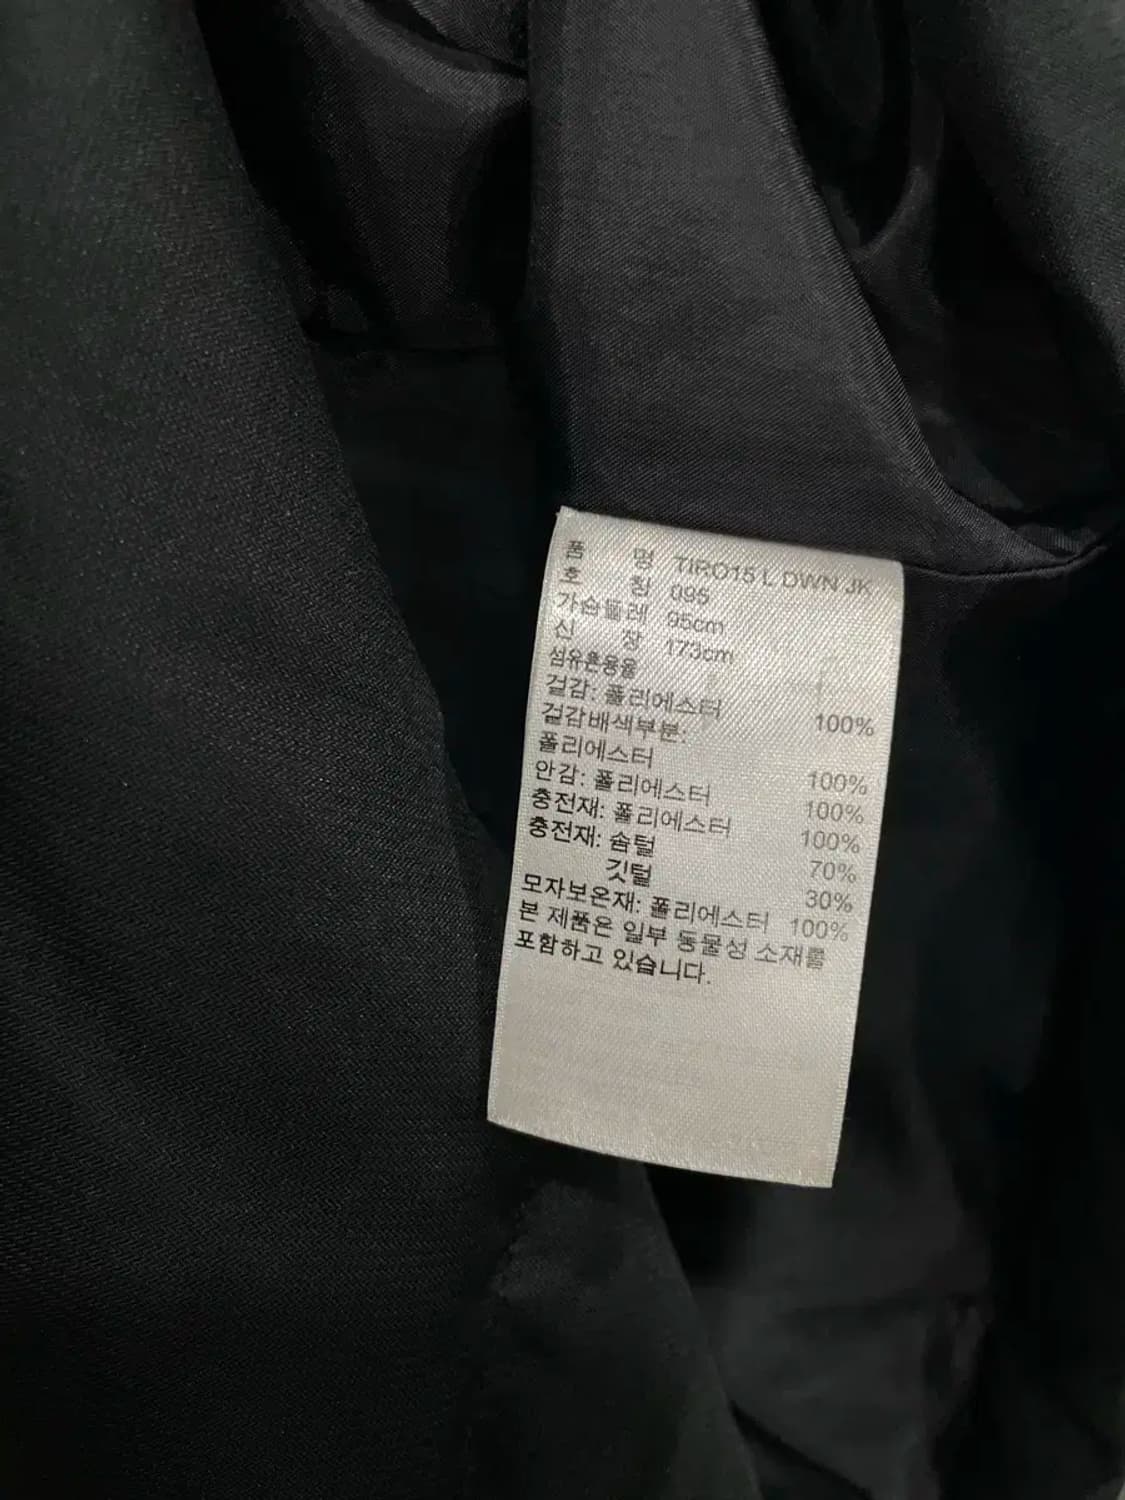 품 명 TIRO15 L DWN JK
호 칭 095
가슴둘레 95cm
신 장 173cm
섬유혼용율
겉감: 폴리에스터 100%
겉감배색부분:
폴리에스터 100%
안감: 폴리에스터 100%
충전재: 폴리에스터 100%
충전재: 솜털 70%
깃털 30%
모자보온재: 폴리에스터 100%
본 제품은 일부 동물성 소재를
포함하고 있습니다.